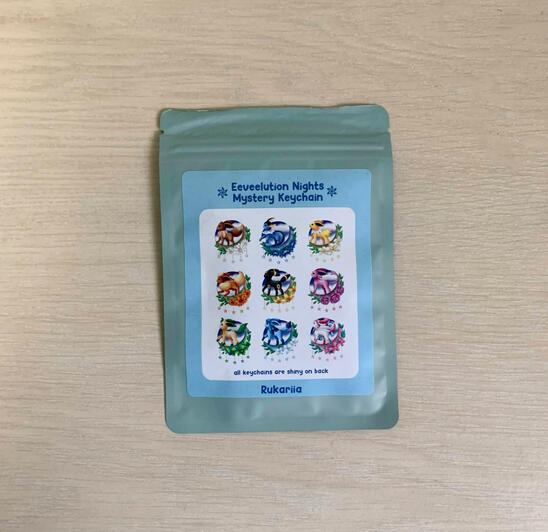 Eeveelution Nights
Mystery Keychain
all keychains are shiny on back
Rukariia